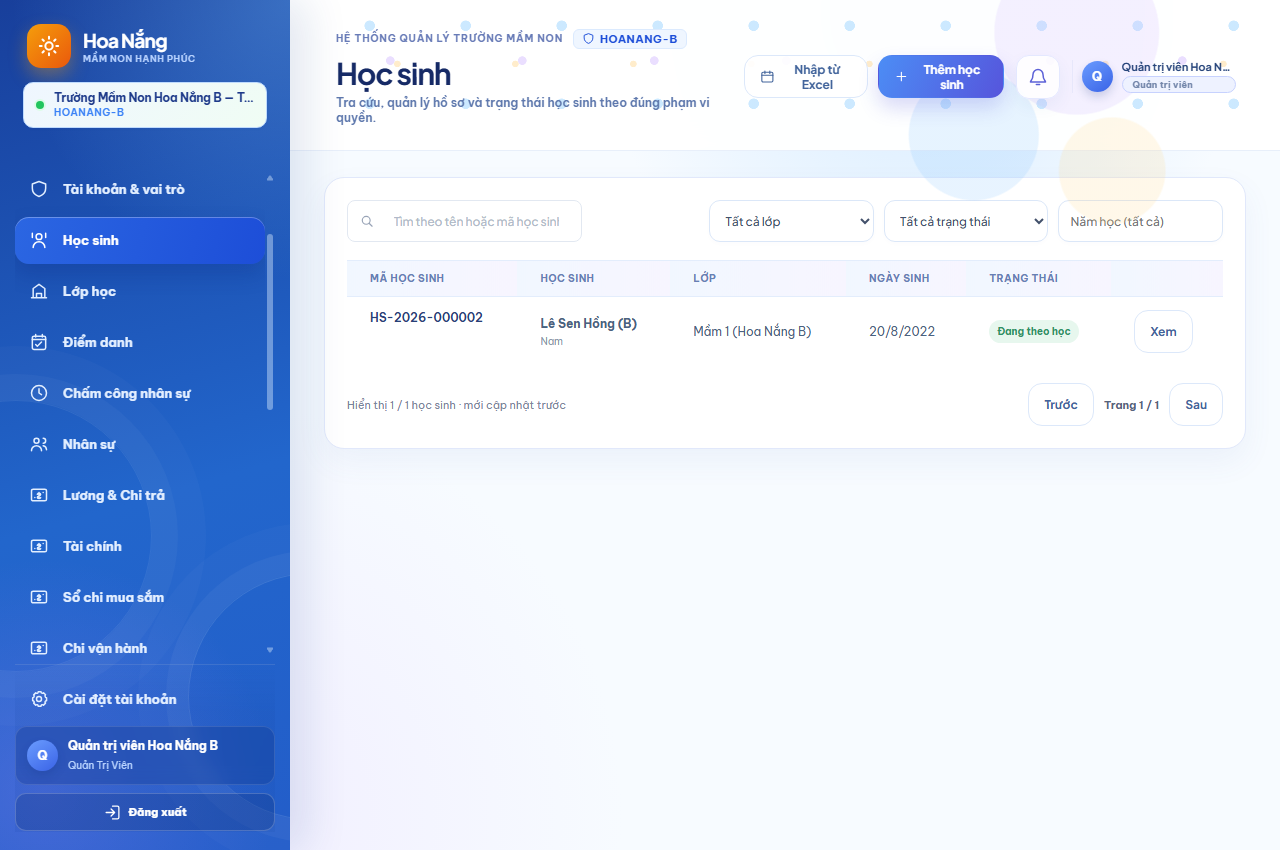 Hoa Nắng
MẦM NON HẠNH PHÚC
Trường Mầm Non Hoa Nắng B — T...
HOANANG-B
Tài khoản & vai trò
Học sinh
Lớp học
Điểm danh
Chấm công nhân sự
Nhân sự
Lương & Chi trả
Tài chính
Sổ chi mua sắm
Chi vận hành
Cài đặt tài khoản
Q
Quản trị viên Hoa Nắng B
Quản Trị Viên
Đăng xuất
HỆ THỐNG QUẢN LÝ TRƯỜNG MẦM NON
HOANANG-B
Học sinh
Tra cứu, quản lý hồ sơ và trạng thái học sinh theo đúng phạm vi
quyền.
Nhập từ
Excel
Thêm học
sinh
Q
Quản trị viên Hoa N...
Quản trị viên
Tìm theo tên hoặc mã học sinh
Tất cả lớp
Tất cả trạng thái
Năm học (tất cả)
MÃ HỌC SINH
HỌC SINH
LỚP
NGÀY SINH
TRẠNG THÁI
HS-2026-000002
Lê Sen Hồng (B)
Nam
Mầm 1 (Hoa Nắng B)
20/8/2022
Đang theo học
Xem
Hiển thị 1 / 1 học sinh · mới cập nhật trước
Trước
Trang 1 / 1
Sau